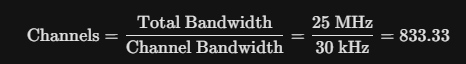 Channels = Total Bandwidth / Channel Bandwidth = 25 MHz / 30 kHz = 833.33